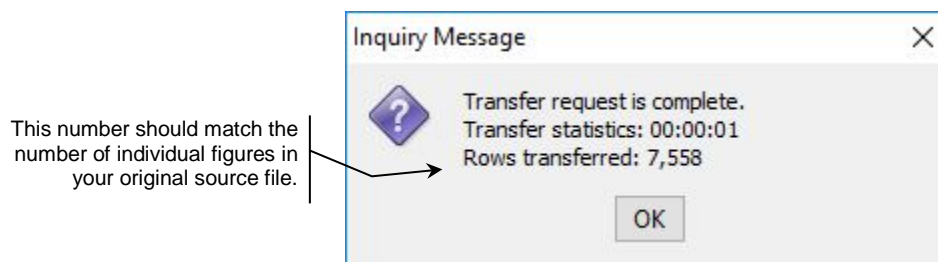 Inquiry Message
Transfer request is complete.
Transfer statistics: 00:00:01
Rows transferred: 7,558
OK
This number should match the
number of individual figures in
your original source file.